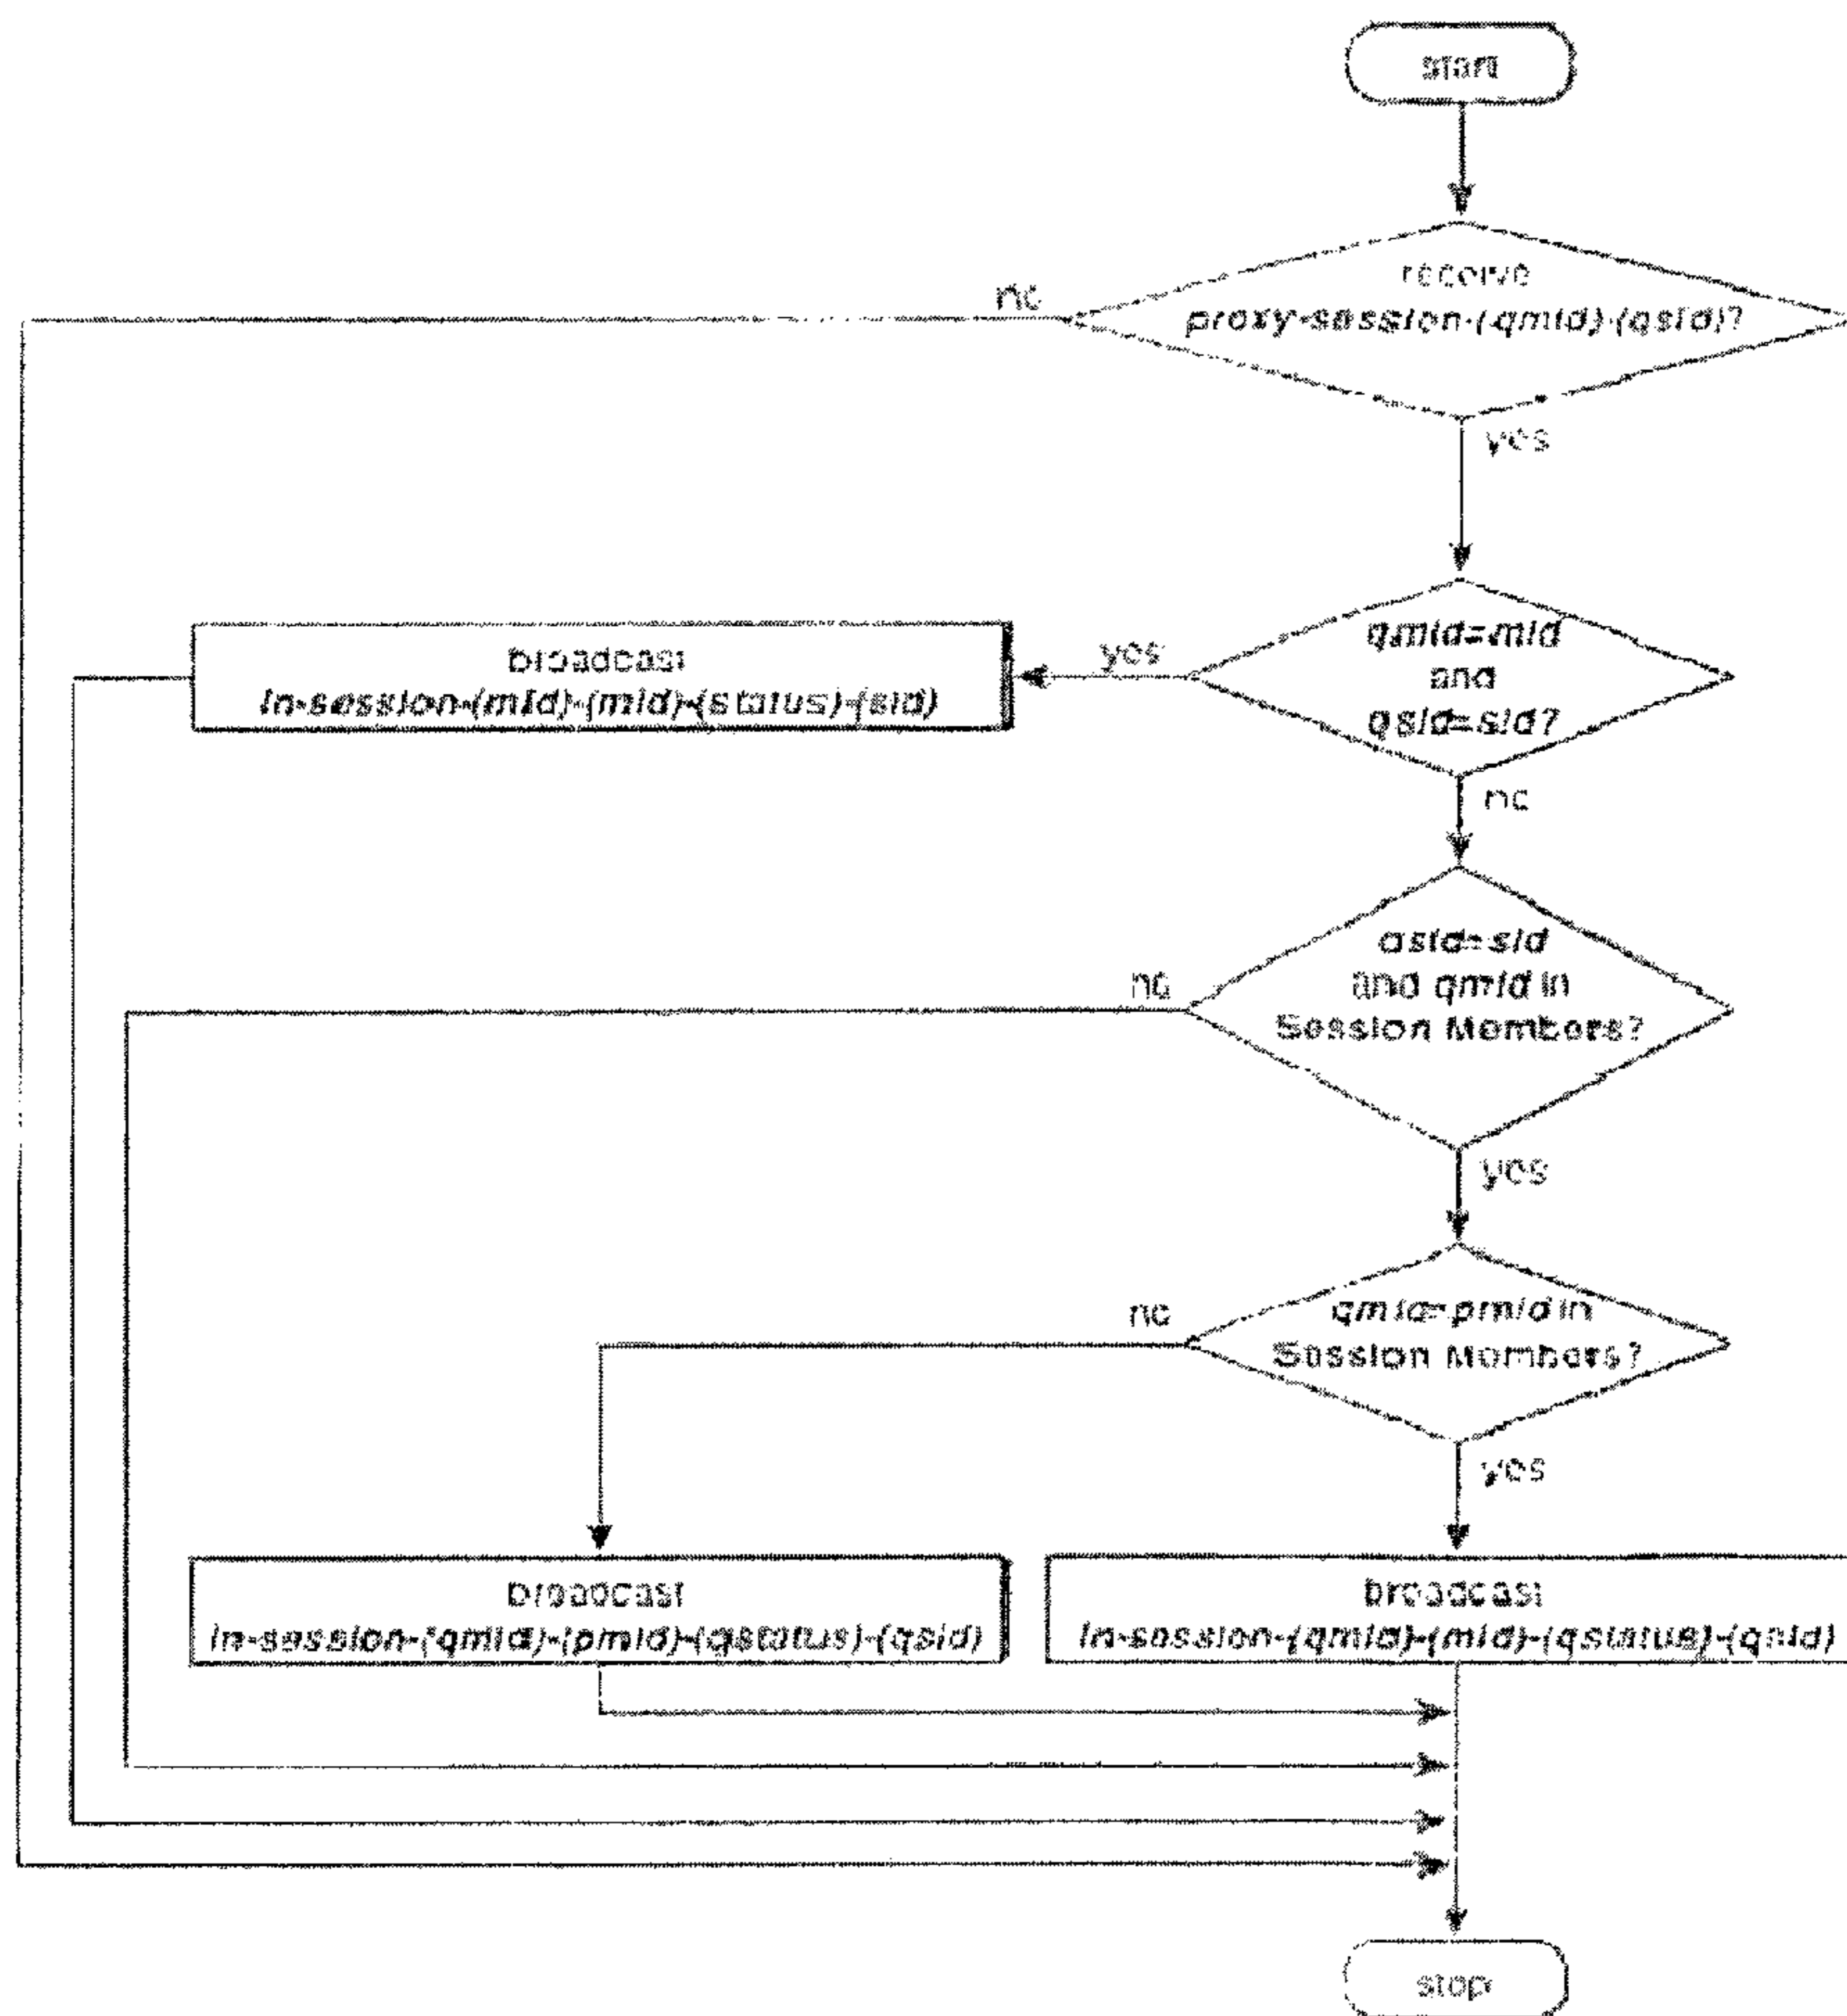 start
receive
proxy-session-(qmid)-(qsid)?
no
yes
qmid=mid
and
qsid=sid?
yes
broadcast
in-session-(mid)-(mid)-(status)-(sid)
no
qsid=sid
and qmid in
Session Members?
no
yes
qmid=pmid in
Session Members?
no
yes
broadcast
in-session-(qmid)-(pmid)-(qstatus)-(qsid)
broadcast
in-session-(qmid)-(mid)-(qstatus)-(qsid)
stop